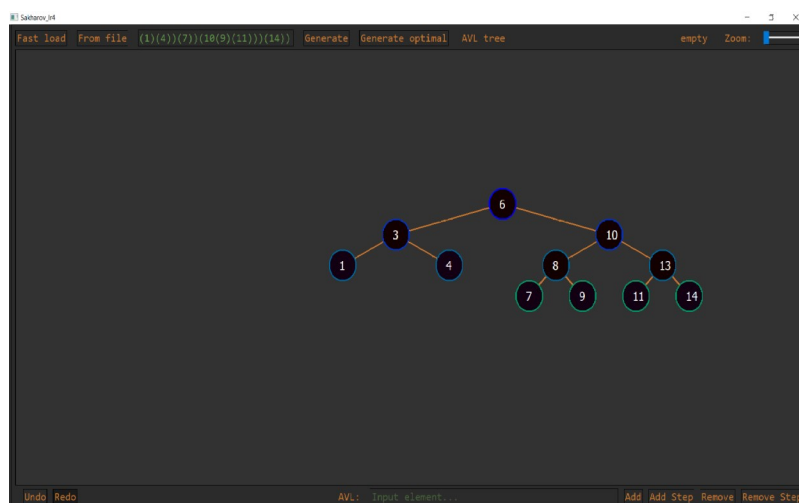 Sakharov_lr4
Fast load From file (1)(4))(7))(10(9)(11)))(14)) Generate Generate optimal AVL tree empty Zoom:
6
3 10
1 4 8 13
7 9 11 14
Undo Redo AVL: Input element... Add Add Step Remove Remove Step